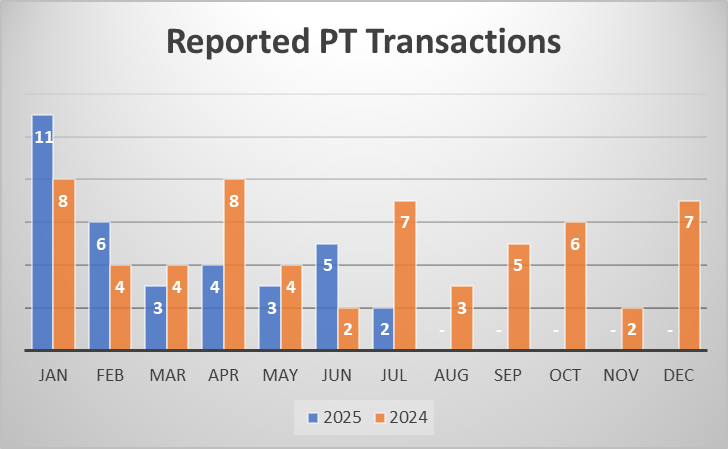 Reported PT Transactions
11 8 6 4 3 4 4 8 3 4 5 2 2 7 - 3 - 5 - 6 - 2 - 7
JAN FEB MAR APR MAY JUN JUL AUG SEP OCT NOV DEC
2025 2024